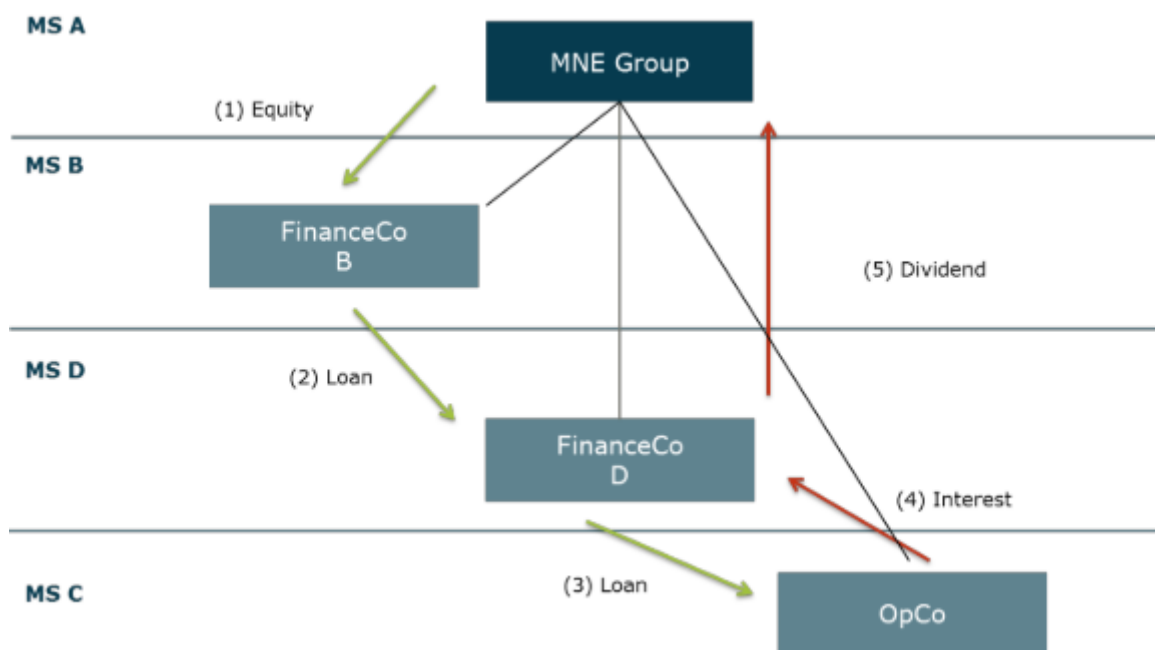 MS A
MNE Group
(1) Equity
MS B
FinanceCo
B
(5) Dividend
MS D
(2) Loan
FinanceCo
D
(4) Interest
(3) Loan
MS C
OpCo